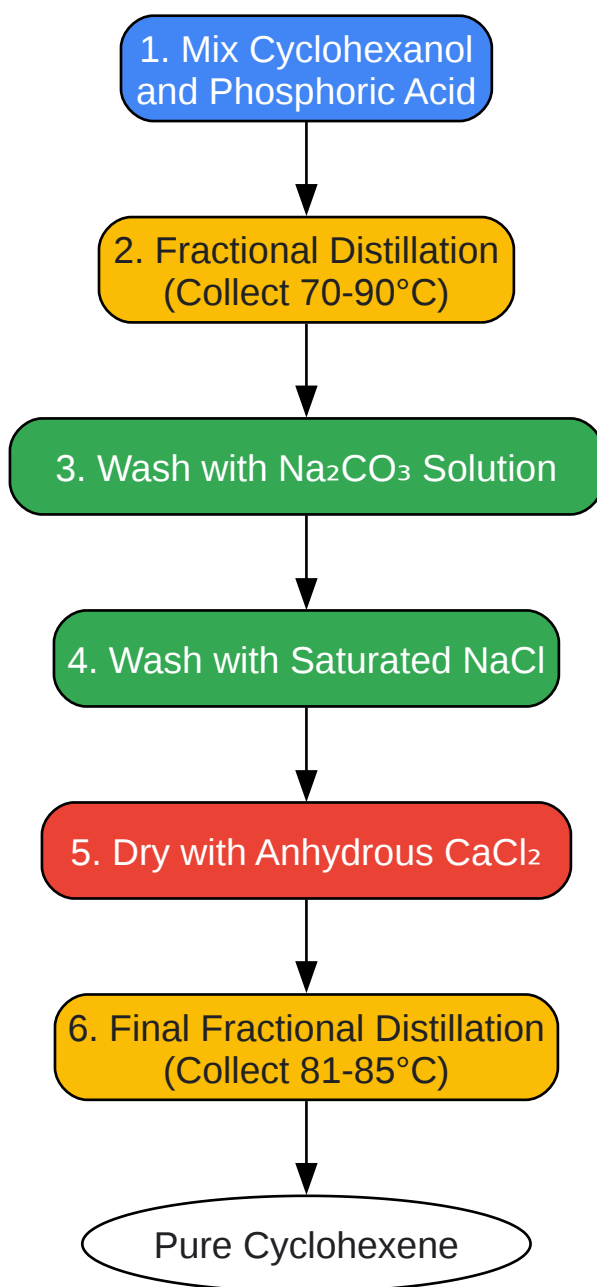 1. Mix Cyclohexanol
and Phosphoric Acid
2. Fractional Distillation
(Collect 70-90°C)
3. Wash with Na₂CO₃ Solution
4. Wash with Saturated NaCl
5. Dry with Anhydrous CaCl₂
6. Final Fractional Distillation
(Collect 81-85°C)
Pure Cyclohexene